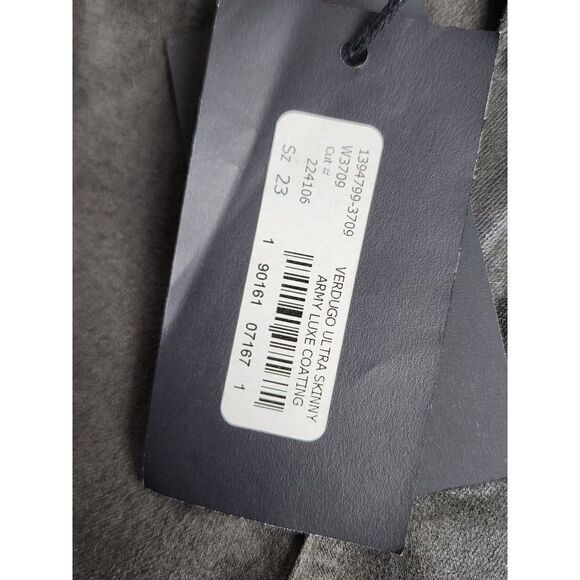 1394799-3709
W3709
Cut #
224106
Sz 23
VERDUGO ULTRA SKINNY
ARMY LUXE COATING
1 90161 07167 1